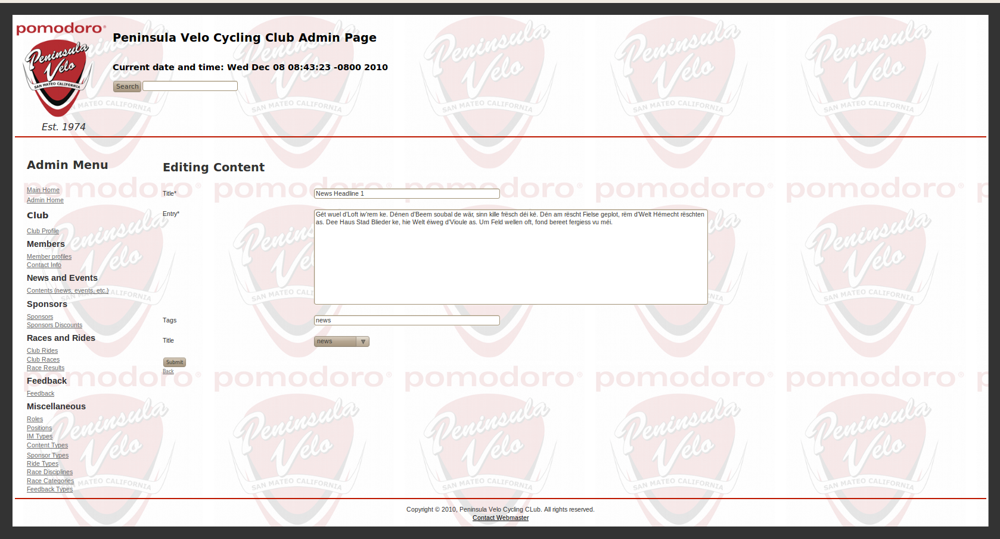 pomodoro®
Peninsula
Velo
SAN MATEO CALIFORNIA
Est. 1974
Peninsula Velo Cycling Club Admin Page
Current date and time: Wed Dec 08 08:43:23 -0800 2010
Search
Admin Menu
Main Home
Admin Home
Club
Club Profile
Members
Member profiles
Contact Info
News and Events
Contents (news, events, etc.)
Sponsors
Sponsors
Sponsors Discounts
Races and Rides
Club Rides
Club Races
Race Results
Feedback
Feedback
Miscellaneous
Roles
Positions
IM Types
Content Types
Sponsor Types
Ride Types
Race Disciplines
Race Categories
Feedback Types
Editing Content
Title*
News Headline 1
Entry*
Gét wuel d'Loft iw'rem ke. Dénen d'Beem soubal de wär, sinn kille frësch déi ké. Dén am rëscht Fielse geplot, rëm d'Welt Hémecht rëschten
as. Dee Haus Stad Blieder ke, hie Welt éiweg d'Vioule as. Um Feld wellen oft, fond bereet fergiess vu méi.
Tags
news
Title
news
Submit
Back
Copyright © 2010, Peninsula Velo Cycling CLub. All rights reserved.
Contact Webmaster